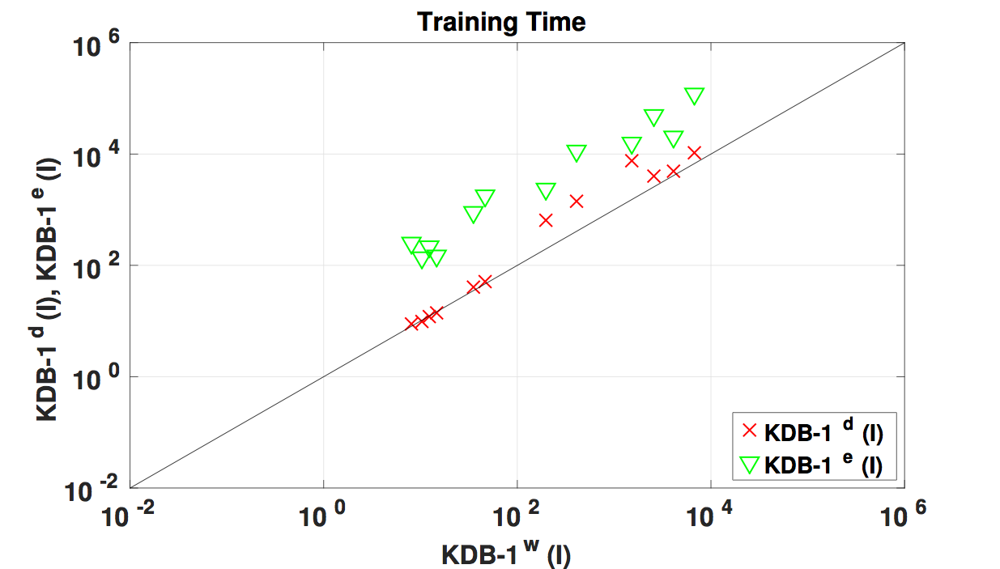 Training Time
10 6
10 4
10 2
10 0
10 -2
KDB-1 d (I), KDB-1 e (I)
10 -2
10 0
10 2
10 4
10 6
KDB-1 w (I)
KDB-1 d (I)
KDB-1 e (I)